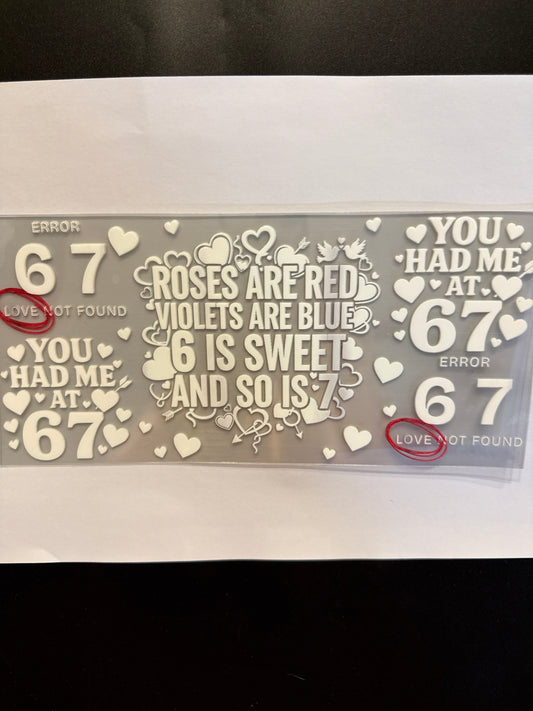 ERROR
6 7
LOVE NOT FOUND
YOU
HAD ME
AT
67
ROSES ARE RED
VIOLETS ARE BLUE
6 IS SWEET
AND SO IS 7
YOU
HAD ME
AT
67
ERROR
6 7
LOVE NOT FOUND